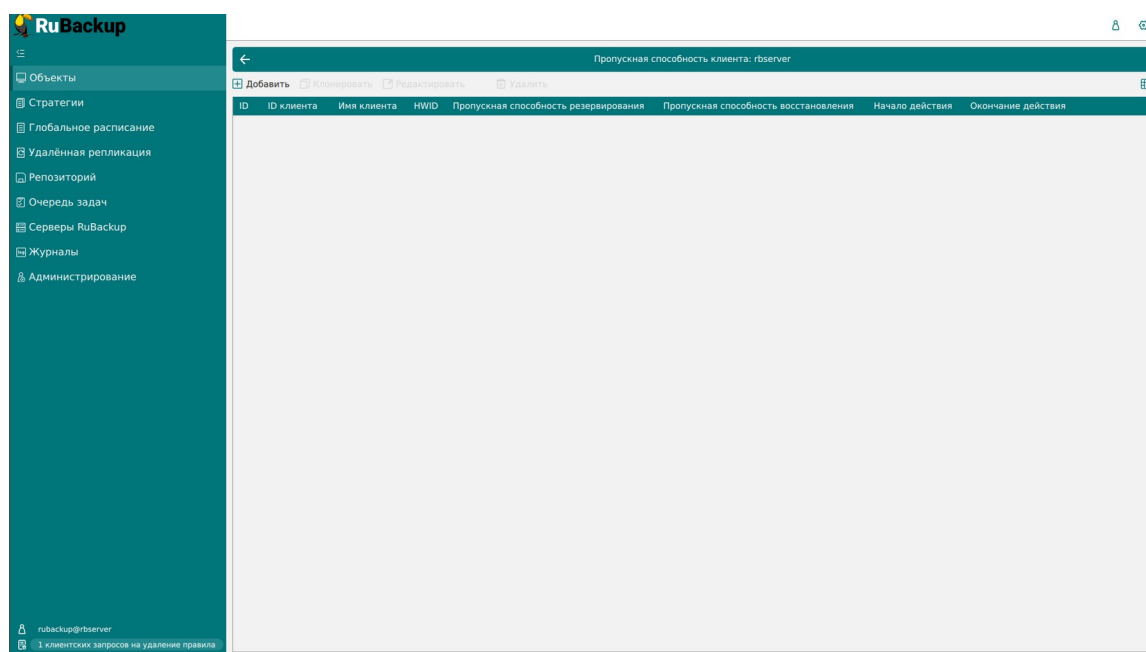 RuBackup
Пропускная способность клиента: rbserver
Объекты
Стратегии
Глобальное расписание
Удалённая репликация
Репозиторий
Очередь задач
Серверы RuBackup
Журналы
Администрирование
Добавить Клонировать Редактировать Удалить
ID ID клиента Имя клиента HWID Пропускная способность резервирования Пропускная способность восстановления Начало действия Окончание действия
rubackup@rbserver
1 клиентских запросов на удаление правила